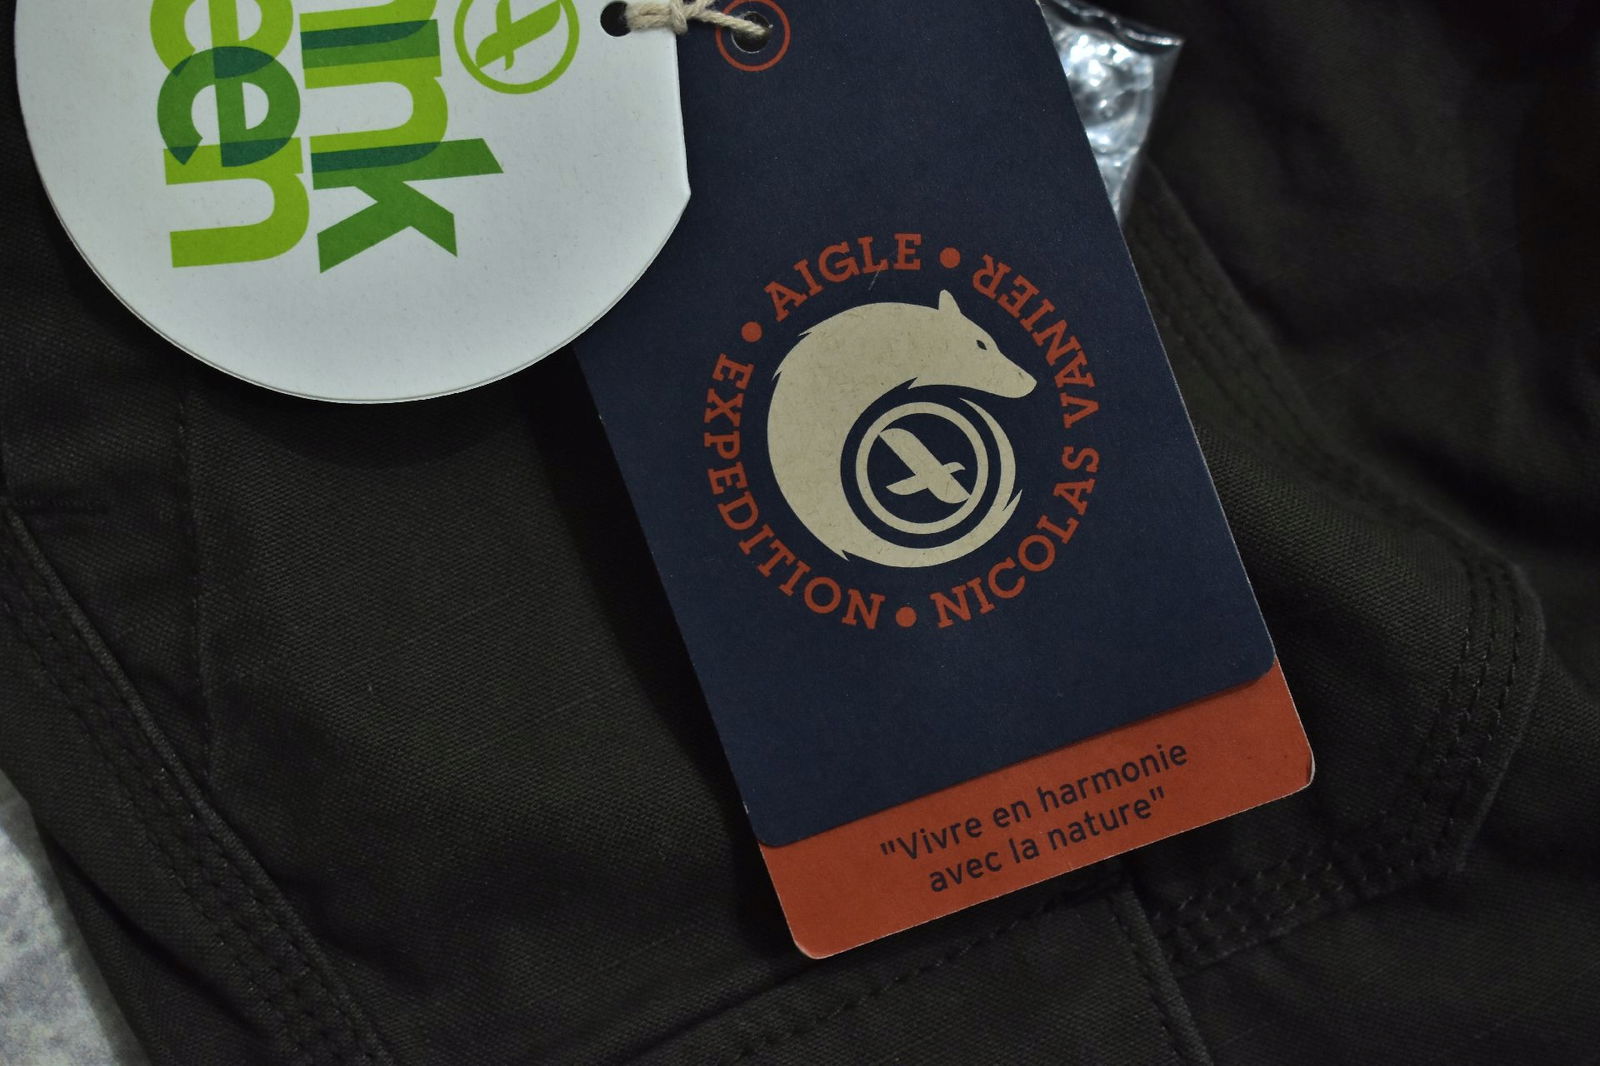 AIGLE • NICOLAS VANIER • EXPEDITION •
"Vivre en harmonie
avec la nature"